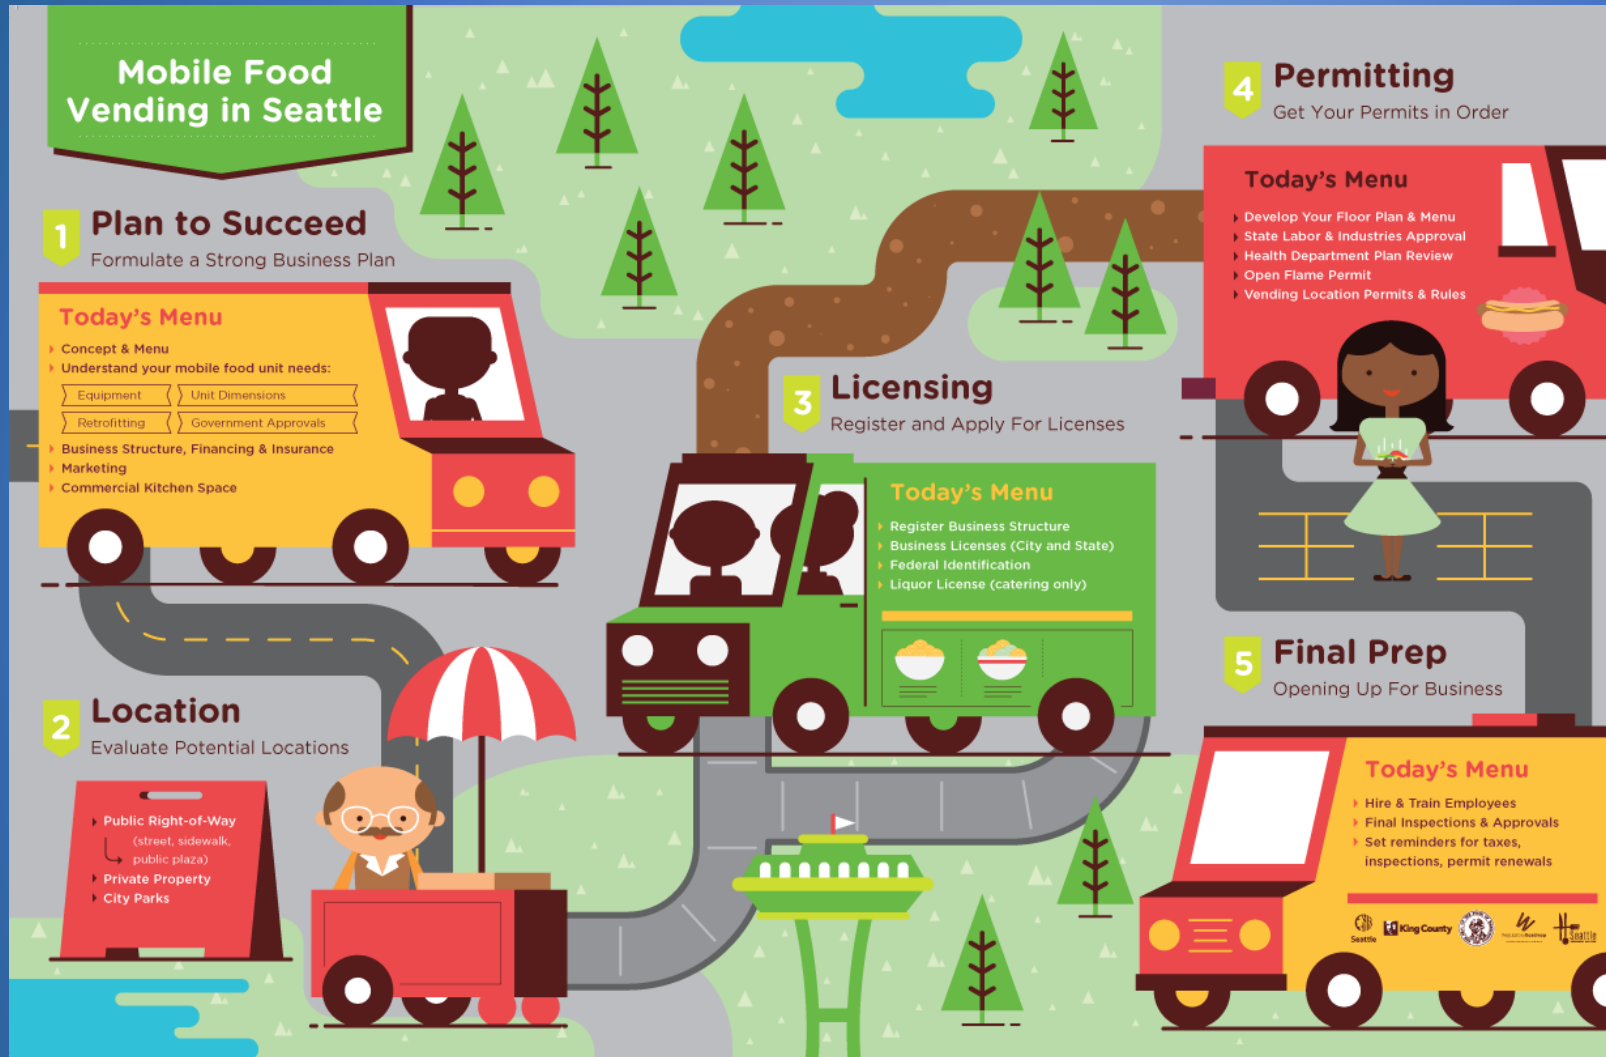 Mobile Food
Vending in Seattle
1
Plan to Succeed
Formulate a Strong Business Plan
Today's Menu
Concept & Menu
Understand your mobile food unit needs:
Equipment
Unit Dimensions
Retrofitting
Government Approvals
Business Structure, Financing & Insurance
Marketing
Commercial Kitchen Space
2
Location
Evaluate Potential Locations
Public Right-of-Way
(street, sidewalk,
public plaza)
Private Property
City Parks
3
Licensing
Register and Apply For Licenses
Today's Menu
Register Business Structure
Business Licenses (City and State)
Federal Identification
Liquor License (catering only)
4
Permitting
Get Your Permits in Order
Today's Menu
Develop Your Floor Plan & Menu
State Labor & Industries Approval
Health Department Plan Review
Open Flame Permit
Vending Location Permits & Rules
5
Final Prep
Opening Up For Business
Today's Menu
Hire & Train Employees
Final Inspections & Approvals
Set reminders for taxes,
inspections, permit renewals
Seattle
King County
Seattle